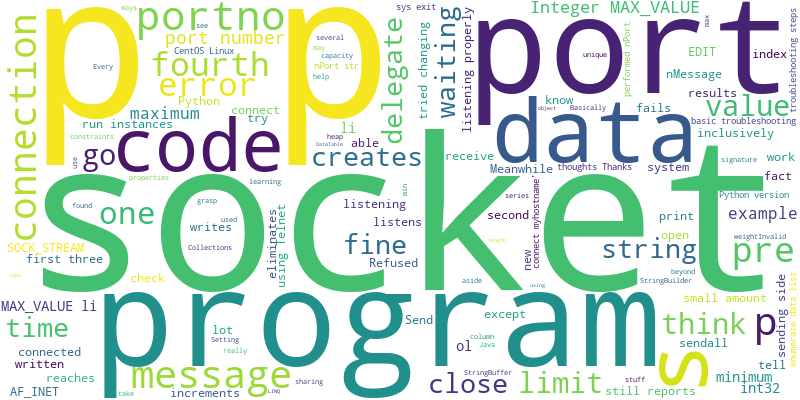 socket
p p
port
program
data
code
portno
port number
fourth
error
maximum
connection
delegate
waiting
listening properly
tried changing
Integer MAX_VALUE
performed nPort
EDIT
nMessage
results
index
value
basic troubleshooting
troubleshooting steps
inclusively
know
fails
sys exit
see
several
ways
may
capacity
nPort str
help
CentOS Linux
Every
Python
connect
try
constraints
run instances
li
able
heap
DataTable
object
Basically
unique
max
creates
receive
Meanwhile
thoughts Thanks
system
work
fact
signature
go
use
properties
learning
found
grasp
used
writes
Collections
one
listening
listens
fine
Refused
second
new
connect myhostname'
series
min
print
open
string
Python version
example
pre
weightInvalid
beyond
SOCK_STREAM
first three
check
eliminates
using Telnet
length
using
aside
StringBuilder
small amount
sending side
enumerate data list
type
MAX_VALUE li
time
lot
Setting
really
Send
except
column
Java
ol
think
p
sendall
tell
connected
written
reaches
AF_INET
message
increments
take
LINQ
sharing
StringBuffer
close
limit
stuff
still reports
s
minimum
int32